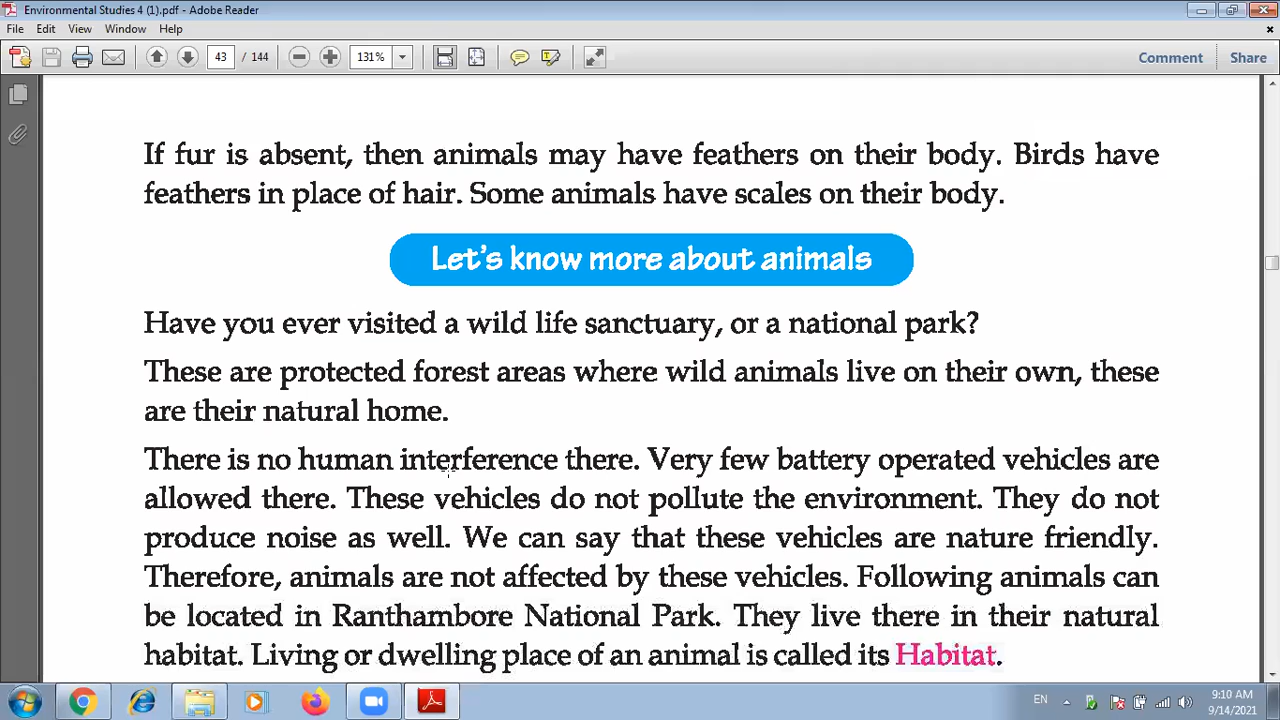 Environmental Studies 4 (1).pdf - Adobe Reader
File Edit View Window Help
43 / 144 131% Comment Share
If fur is absent, then animals may have feathers on their body. Birds have
feathers in place of hair. Some animals have scales on their body.
Let's know more about animals
Have you ever visited a wild life sanctuary, or a national park?
These are protected forest areas where wild animals live on their own, these
are their natural home.
There is no human interference there. Very few battery operated vehicles are
allowed there. These vehicles do not pollute the environment. They do not
produce noise as well. We can say that these vehicles are nature friendly.
Therefore, animals are not affected by these vehicles. Following animals can
be located in Ranthambore National Park. They live there in their natural
habitat. Living or dwelling place of an animal is called its Habitat.
EN 9:10 AM
9/14/2021